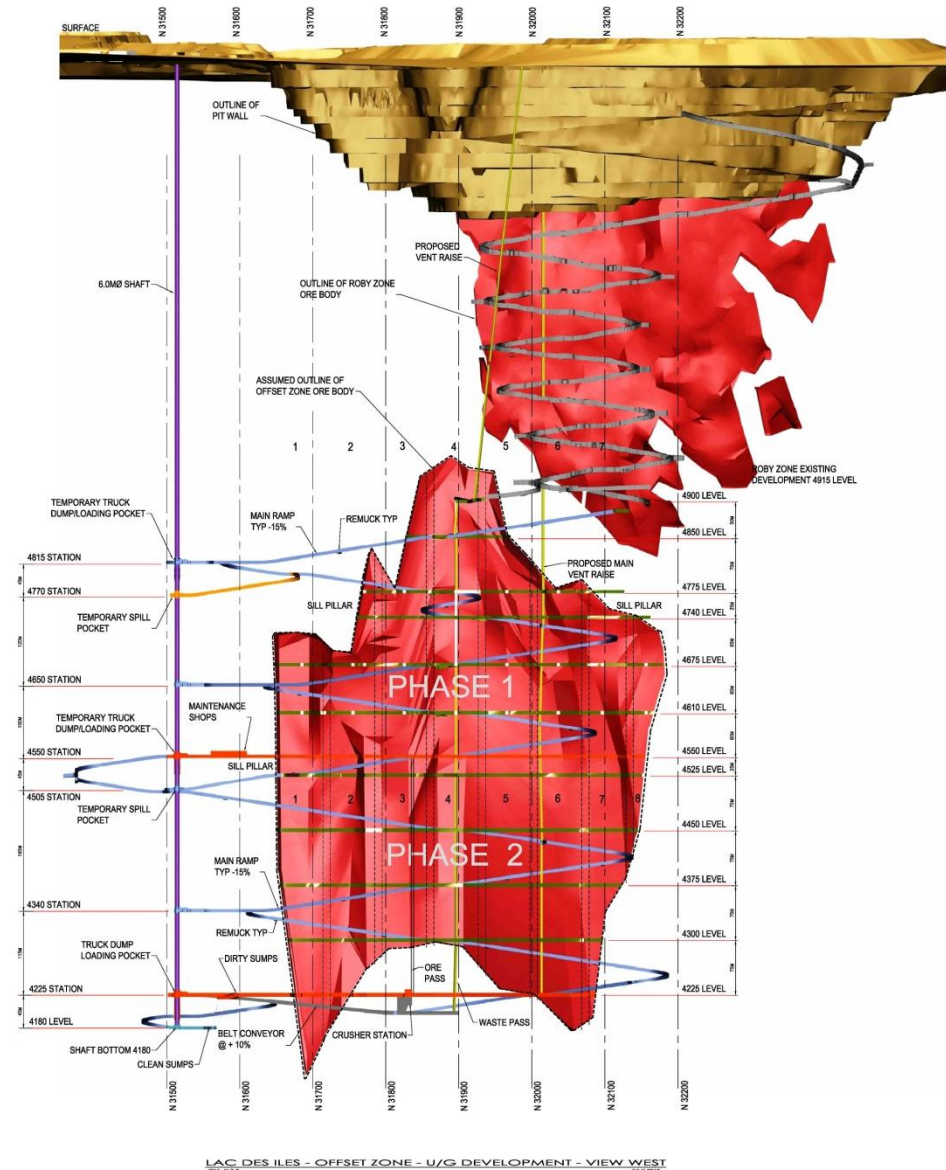 N 31500
N 31600
N 31700
N 31800
N 31900
N 32000
N 32100
N 32200
SURFACE
OUTLINE OF
PIT WALL
6.0MØ SHAFT
PROPOSED
VENT RAISE
OUTLINE OF ROBY ZONE
ORE BODY
ASSUMED OUTLINE OF
OFFSET ZONE ORE BODY
1
2
3
4
5
6
7
ROBY ZONE EXISTING
DEVELOPMENT 4915 LEVEL
TEMPORARY TRUCK
DUMP/LOADING POCKET
MAIN RAMP
TYP -15%
REMUCK TYP
4900 LEVEL
4850 LEVEL
4815 STATION
PROPOSED MAIN
VENT RAISE
4770 STATION
4775 LEVEL
TEMPORARY SPILL
POCKET
SILL PILLAR
SILL PILLAR
4740 LEVEL
4675 LEVEL
4650 STATION
PHASE 1
MAINTENANCE
SHOPS
4610 LEVEL
TEMPORARY TRUCK
DUMP/LOADING POCKET
4550 STATION
4550 LEVEL
SILL PILLAR
4525 LEVEL
4505 STATION
1
2
3
4
5
6
7
8
TEMPORARY SPILL
POCKET
4450 LEVEL
PHASE 2
MAIN RAMP
TYP -15%
4375 LEVEL
4340 STATION
REMUCK TYP
4300 LEVEL
TRUCK DUMP
LOADING POCKET
DIRTY SUMPS
ORE
PASS
4225 STATION
4225 LEVEL
WASTE PASS
4180 LEVEL
BELT CONVEYOR
@ + 10%
CRUSHER STATION
SHAFT BOTTOM 4180
CLEAN SUMPS
N 31500
N 31600
N 31700
N 31800
N 31900
N 32000
N 32100
N 32200
LAC DES ILES - OFFSET ZONE - U/G DEVELOPMENT - VIEW WEST